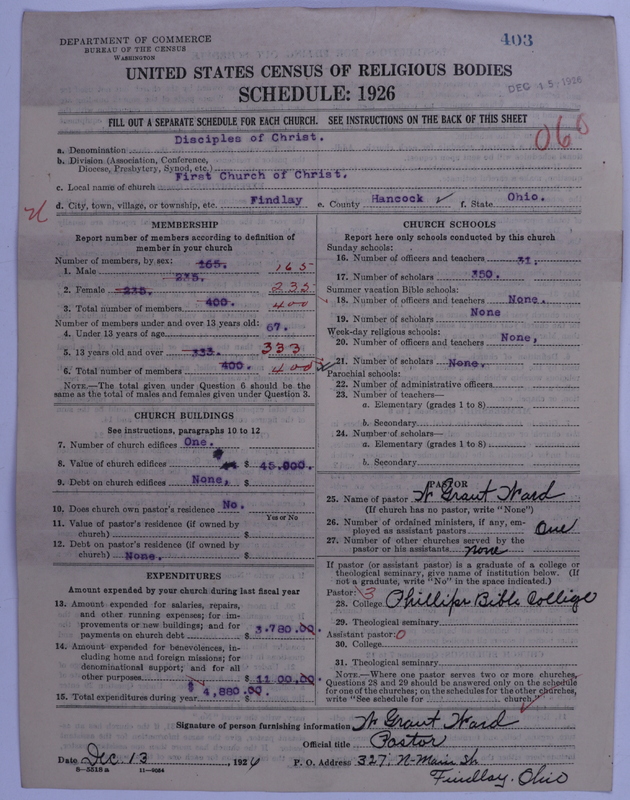 DEPARTMENT OF COMMERCE
BUREAU OF THE CENSUS
WASHINGTON
403
UNITED STATES CENSUS OF RELIGIOUS BODIES
SCHEDULE: 1926
DEC 15 1926
FILL OUT A SEPARATE SCHEDULE FOR EACH CHURCH. SEE INSTRUCTIONS ON THE BACK OF THIS SHEET
060
a. Denomination Disciples of Christ.
b. Division (Association, Conference,
Diocese, Presbytery, Synod, etc.)
c. Local name of church First Church of Christ.
d. City, town, village, or township, etc. Findlay e. County Hancock ✓ f. State Ohio.
MEMBERSHIP
Report number of members according to definition of
member in your church
Number of members, by sex: 165.
1. Male 235. 165
2. Female 235. 235
3. Total number of members 400. 400
Number of members under and over 13 years old:
4. Under 13 years of age 67.
5. 13 years old and over 333. 333
6. Total number of members 400. 400
NOTE.—The total given under Question 6 should be the
same as the total of males and females given under Question 3.
CHURCH BUILDINGS
See instructions, paragraphs 10 to 12
7. Number of church edifices One.
8. Value of church edifices $ 45.000.
9. Debt on church edifices None, $
10. Does church own pastor's residence No.
Yes or No
11. Value of pastor's residence (if owned by
church) $
12. Debt on pastor's residence (if owned by
church) None. $
EXPENDITURES
Amount expended by your church during last fiscal year
13. Amount expended for salaries, repairs,
and other running expenses; for im-
provements or new buildings; and for
payments on church debt $ 3.780.00.
14. Amount expended for benevolences, in-
cluding home and foreign missions; for
denominational support; and for all
other purposes $ 11 00.00.
15. Total expenditures during year $ 4,880.00.
CHURCH SCHOOLS
Report here only schools conducted by this church
Sunday schools:
16. Number of officers and teachers 31.
17. Number of scholars 350.
Summer vacation Bible schools:
18. Number of officers and teachers None.
19. Number of scholars None
Week-day religious schools:
20. Number of officers and teachers None,
21. Number of scholars None.
Parochial schools:
22. Number of administrative officers
23. Number of teachers—
a. Elementary (grades 1 to 8)
b. Secondary
24. Number of scholars—
a. Elementary (grades 1 to 8)
b. Secondary
PASTOR
25. Name of pastor W Grant Ward
(If church has no pastor, write "None")
26. Number of ordained ministers, if any, em-
ployed as assistant pastors One
27. Number of other churches served by the
pastor or his assistants none
If pastor (or assistant pastor) is a graduate of a college or
theological seminary, give name of institution below. (If
not a graduate, write "No" in the space indicated.)
Pastor: 3
28. College Phillips Bible College
29. Theological seminary
Assistant pastor: 0
30. College
31. Theological seminary
NOTE.—Where one pastor serves two or more churches,
Questions 28 and 29 should be answered only on the schedule
for one of the churches; on the schedules for the other churches,
write "See schedule for church."
Signature of person furnishing information W Grant Ward
Official title Pastor
Date Dec. 13, 1926 P. O. Address 327 N-Main St
Findlay. Ohio
8—5518a 11—9054